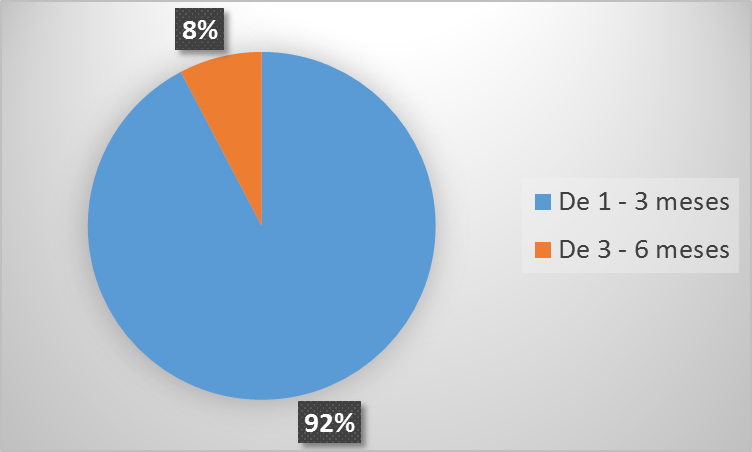 8%
De 1 - 3 meses
De 3 - 6 meses
92%